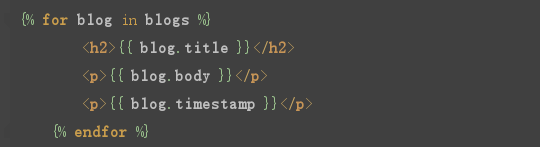 {% for blog in blogs %}
<h2>{{ blog.title }}</h2>
<p>{{ blog.body }}</p>
<p>{{ blog.timestamp }}</p>
{% endfor %}